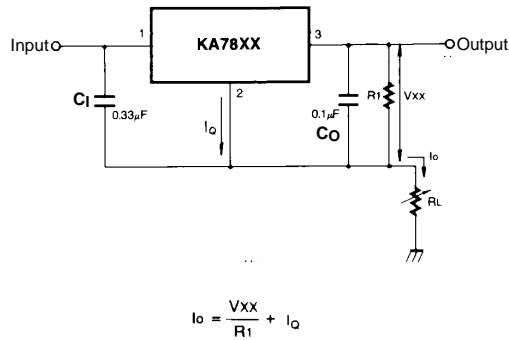 Input
1
KA78XX
3
Output
CI
0.33μF
2
IQ
0.1μF
CO
R1
VXX
Io
RL
Io = VXX / R1 + IQ